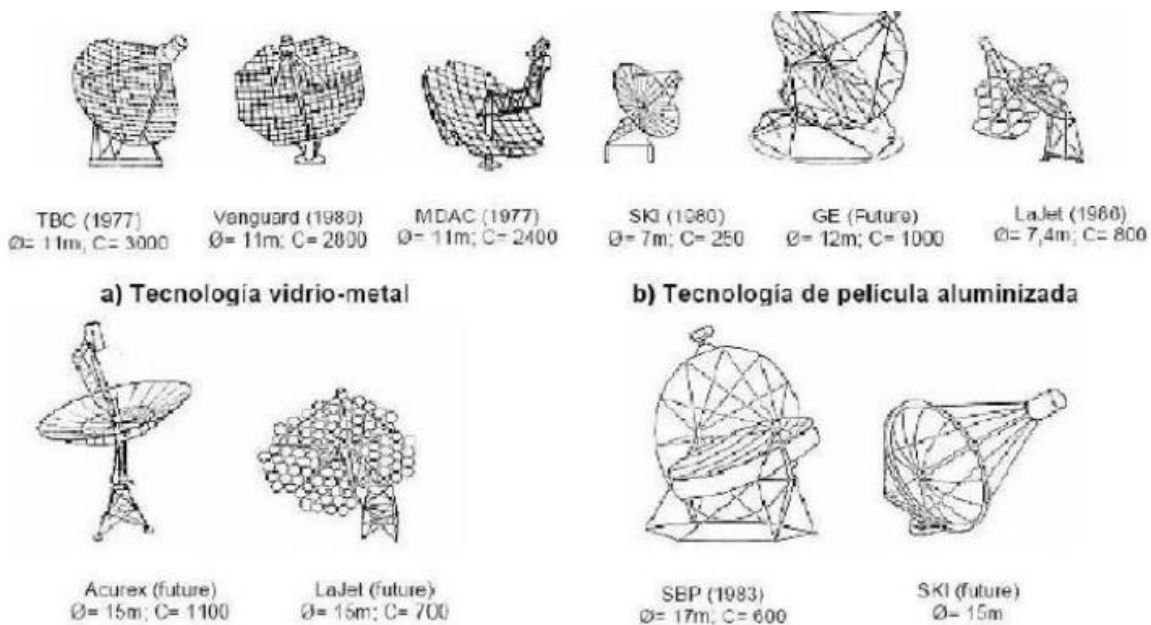 TBC (1977)
Ø= 11m; C= 3000
Vanguard (1980)
Ø= 11m; C= 2800
MDAC (1977)
Ø= 11m; C= 2400
SKI (1980)
Ø= 7m; C= 250
GE (Future)
Ø= 12m; C= 1000
LaJet (1986)
Ø= 7,4m; C= 800
a) Tecnología vidrio-metal
b) Tecnología de película aluminizada
Acurex (future)
Ø= 15m; C= 1100
LaJet (future)
Ø= 15m; C= 700
SBP (1983)
Ø= 17m; C= 600
SKI (future)
Ø= 15m